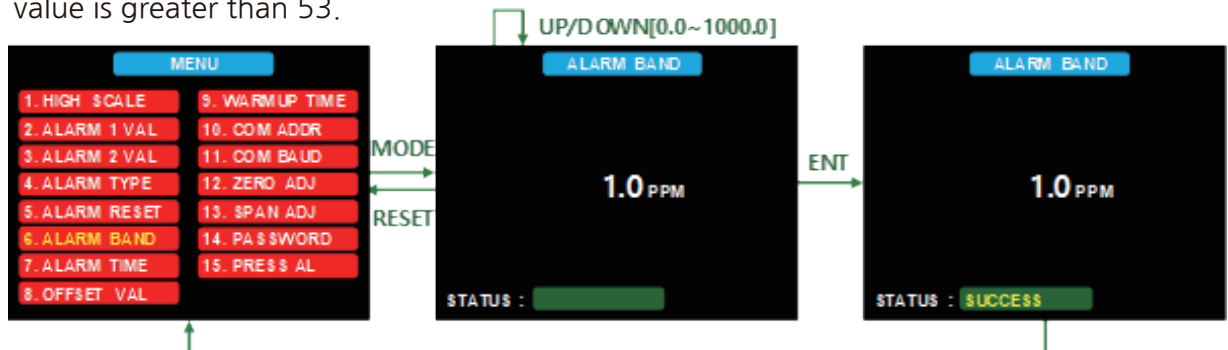 value is greater than 53.
UP/DOWN[0.0~1000.0]
MENU
1. HIGH SCALE
2. ALARM 1 VAL
3. ALARM 2 VAL
4. ALARM TYPE
5. ALARM RESET
6. ALARM BAND
7. ALARM TIME
8. OFFSET VAL
9. WARMUP TIME
10. COM ADDR
11. COM BAUD
12. ZERO ADJ
13. SPAN ADJ
14. PASSWORD
15. PRESS AL
MODE
RESET
ALARM BAND
1.0 PPM
STATUS :
ENT
ALARM BAND
1.0 PPM
STATUS : SUCCESS